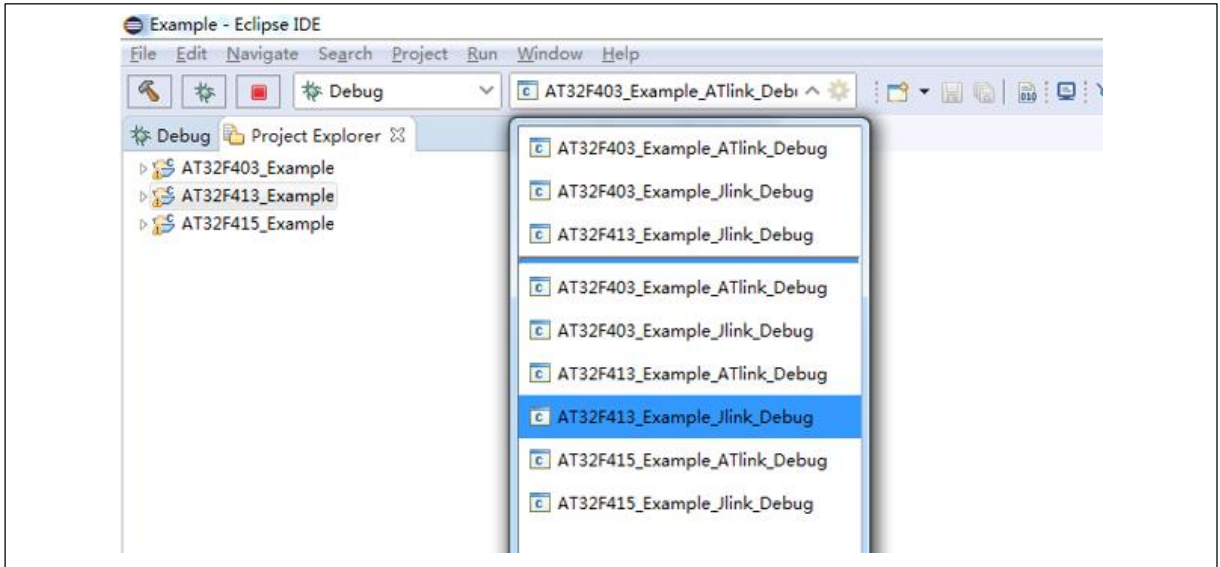 Example - Eclipse IDE
File Edit Navigate Search Project Run Window Help
Debug AT32F403_Example_ATlink_Deb
Debug Project Explorer
AT32F403_Example
AT32F413_Example
AT32F415_Example
AT32F403_Example_ATlink_Debug
AT32F403_Example_Jlink_Debug
AT32F413_Example_Jlink_Debug
AT32F403_Example_ATlink_Debug
AT32F403_Example_Jlink_Debug
AT32F413_Example_ATlink_Debug
AT32F413_Example_Jlink_Debug
AT32F415_Example_ATlink_Debug
AT32F415_Example_Jlink_Debug